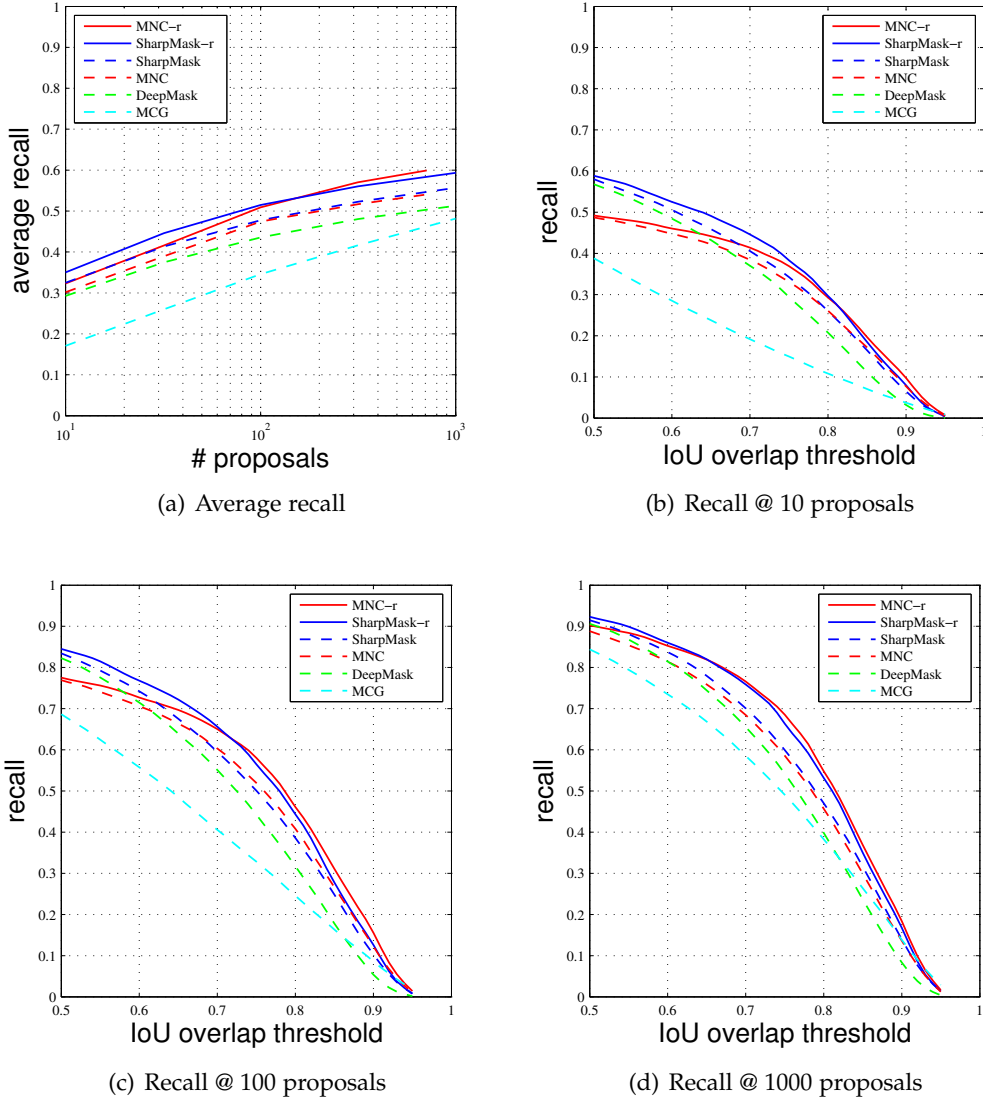 MNC-r
SharpMask-r
SharpMask
MNC
DeepMask
MCG
1
0.9
0.8
0.7
0.6
0.5
0.4
0.3
0.2
0.1
0
average recall
10^1
10^2
10^3
# proposals
(a) Average recall
MNC-r
SharpMask-r
SharpMask
MNC
DeepMask
MCG
1
0.9
0.8
0.7
0.6
0.5
0.4
0.3
0.2
0.1
0
recall
0.5
0.6
0.7
0.8
0.9
1
IoU overlap threshold
(b) Recall @ 10 proposals
MNC-r
SharpMask-r
SharpMask
MNC
DeepMask
MCG
1
0.9
0.8
0.7
0.6
0.5
0.4
0.3
0.2
0.1
0
recall
0.5
0.6
0.7
0.8
0.9
1
IoU overlap threshold
(c) Recall @ 100 proposals
MNC-r
SharpMask-r
SharpMask
MNC
DeepMask
MCG
1
0.9
0.8
0.7
0.6
0.5
0.4
0.3
0.2
0.1
0
recall
0.5
0.6
0.7
0.8
0.9
1
IoU overlap threshold
(d) Recall @ 1000 proposals